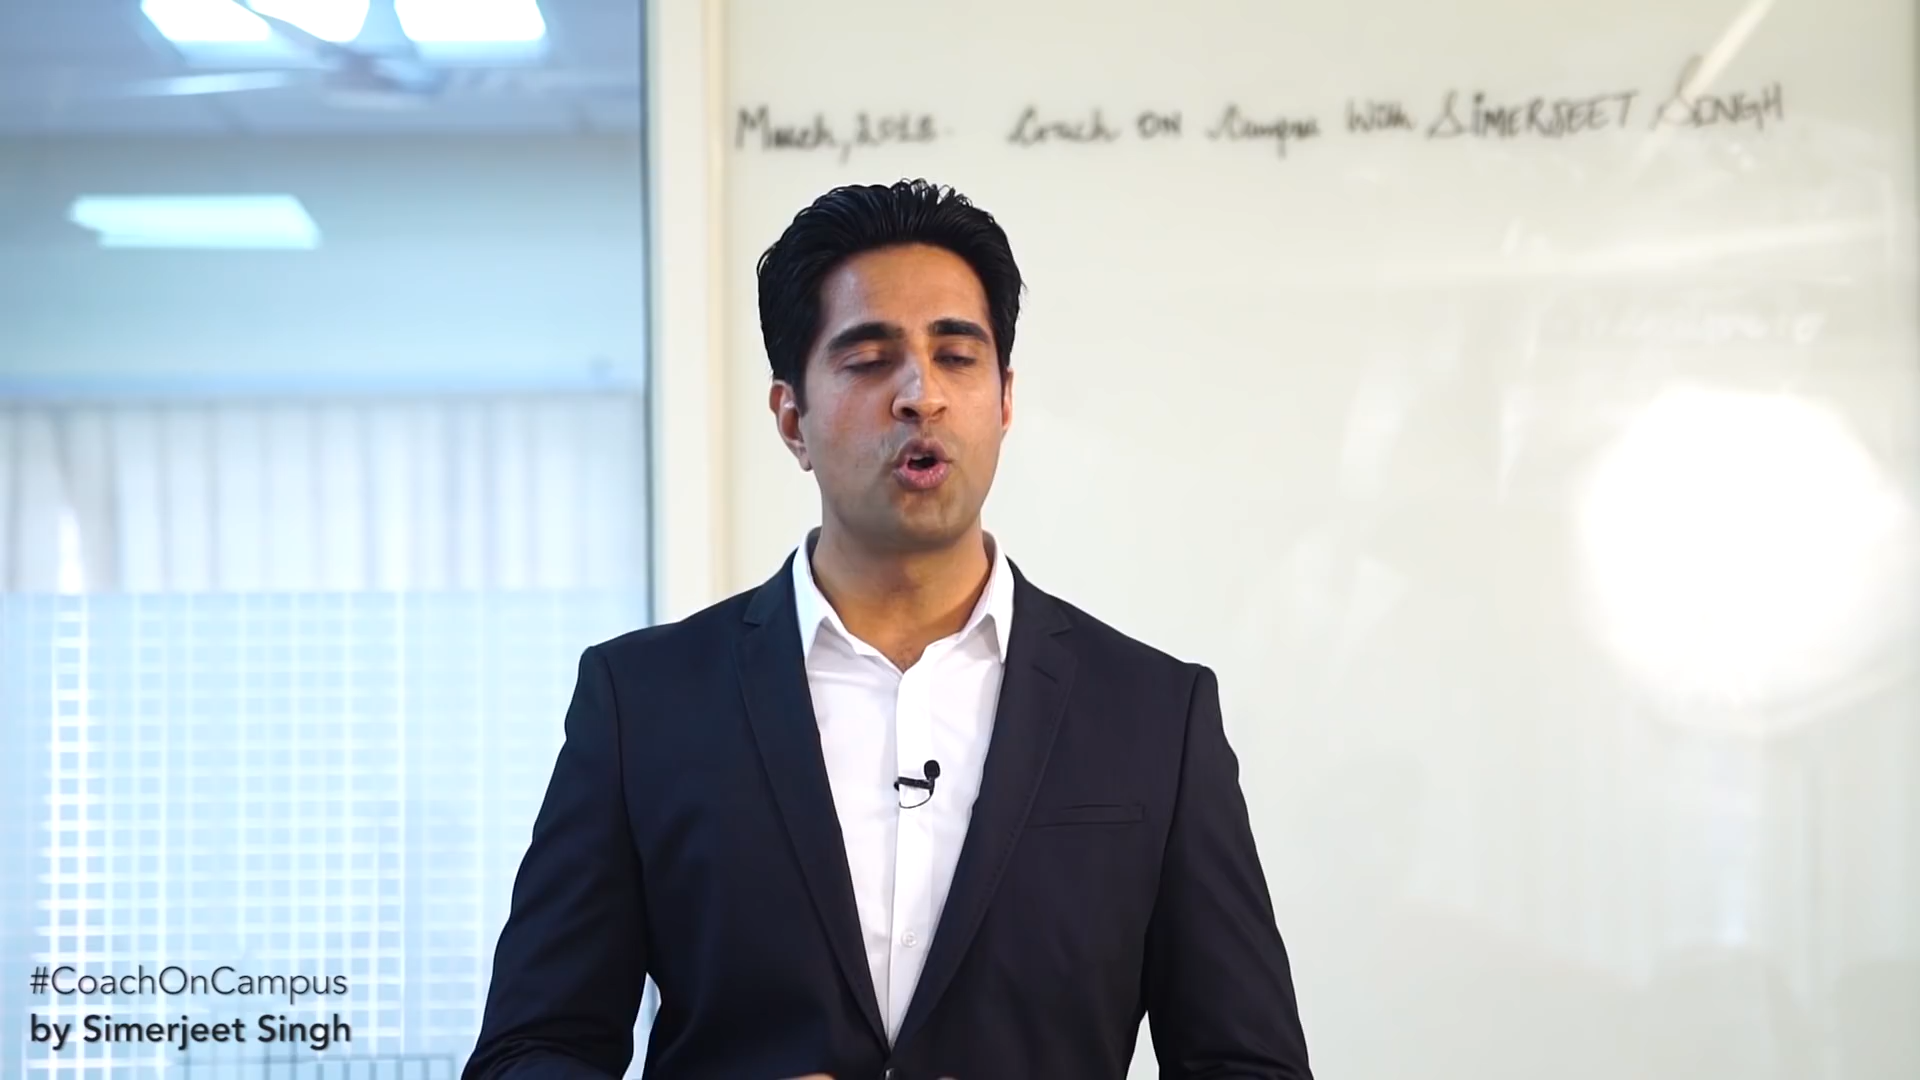 March, 2018. Coach ON Campus With SIMERJEET SINGH
#CoachOnCampus
by Simerjeet Singh